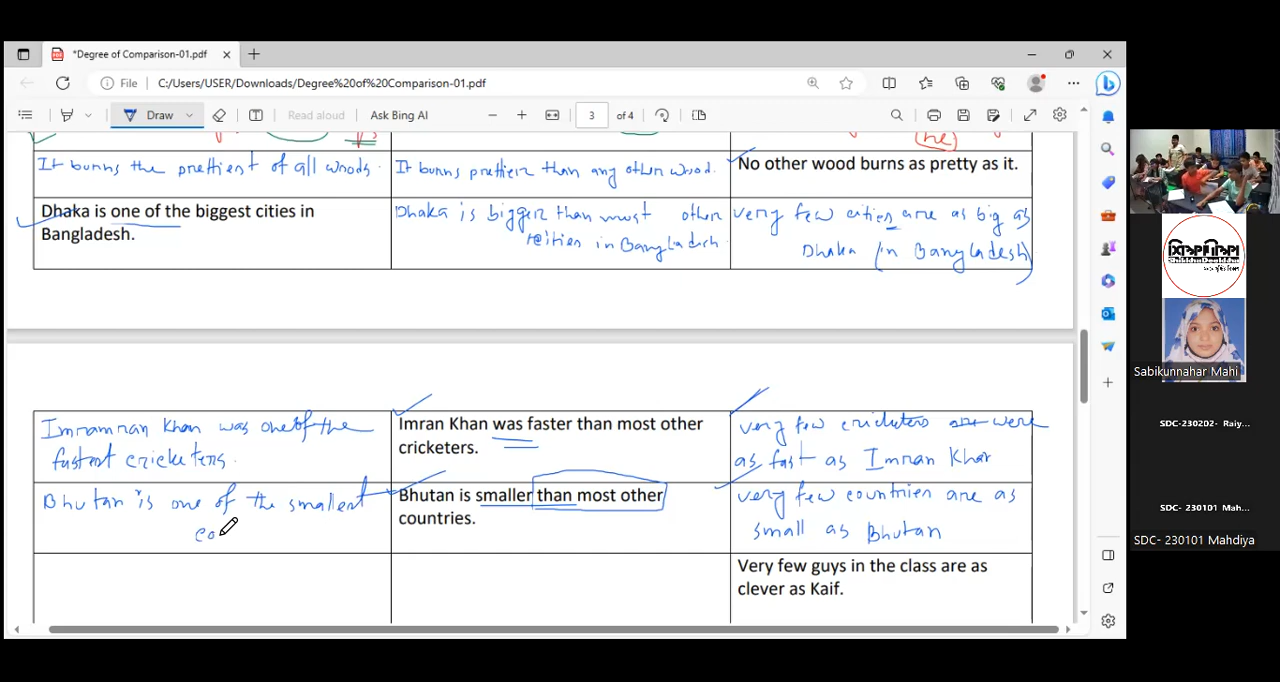 *Degree of Comparison-01.pdf
File C:/Users/USER/Downloads/Degree%20of%20Comparison-01.pdf
Draw Read aloud Ask Bing AI 3 of 4
(he)
It burns the prettiest of all woods. It burns prettier than any other wood. No other wood burns as pretty as it.
Dhaka is one of the biggest cities in Dhaka is bigger than most other very few cities are as big as
Bangladesh. cities in Bangladesh. Dhaka (in Bangladesh)
Imramran Khan was one of the Imran Khan was faster than most other very few cricketers are were
fastest cricketers. cricketers. as fast as Imran Khan
Bhutan is one of the smallest Bhutan is smaller than most other very few countries are as
co countries. small as Bhutan
Very few guys in the class are as
clever as Kaif.
শিক্ষাদীক্ষা
Sabikunnahar Mahi
SDC-230202- Raiy...
SDC-230101 Mah...
SDC- 230101 Mahdiya